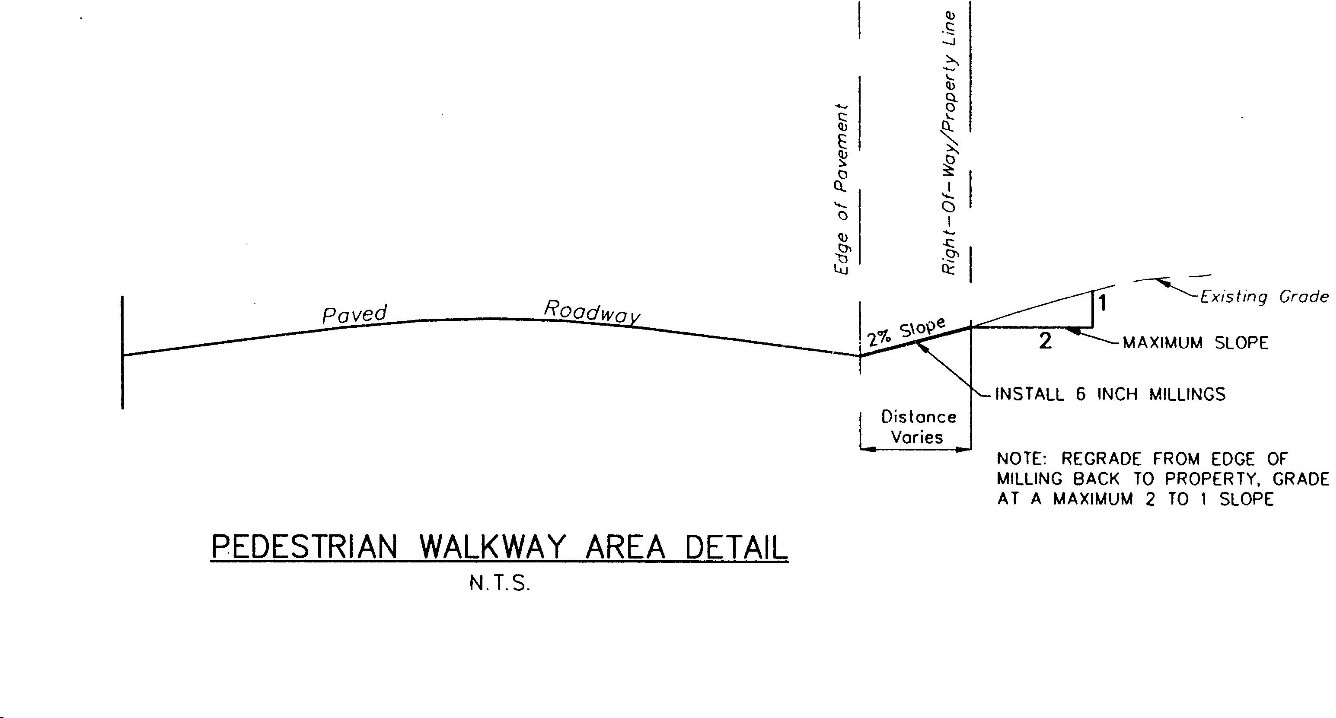 Edge of Pavement
Right-Of-Way/Property Line
Paved Roadway
2% Slope
1
2
Existing Grade
MAXIMUM SLOPE
INSTALL 6 INCH MILLINGS
Distance
Varies
NOTE: REGRADE FROM EDGE OF
MILLING BACK TO PROPERTY, GRADE
AT A MAXIMUM 2 TO 1 SLOPE
PEDESTRIAN WALKWAY AREA DETAIL
N.T.S.